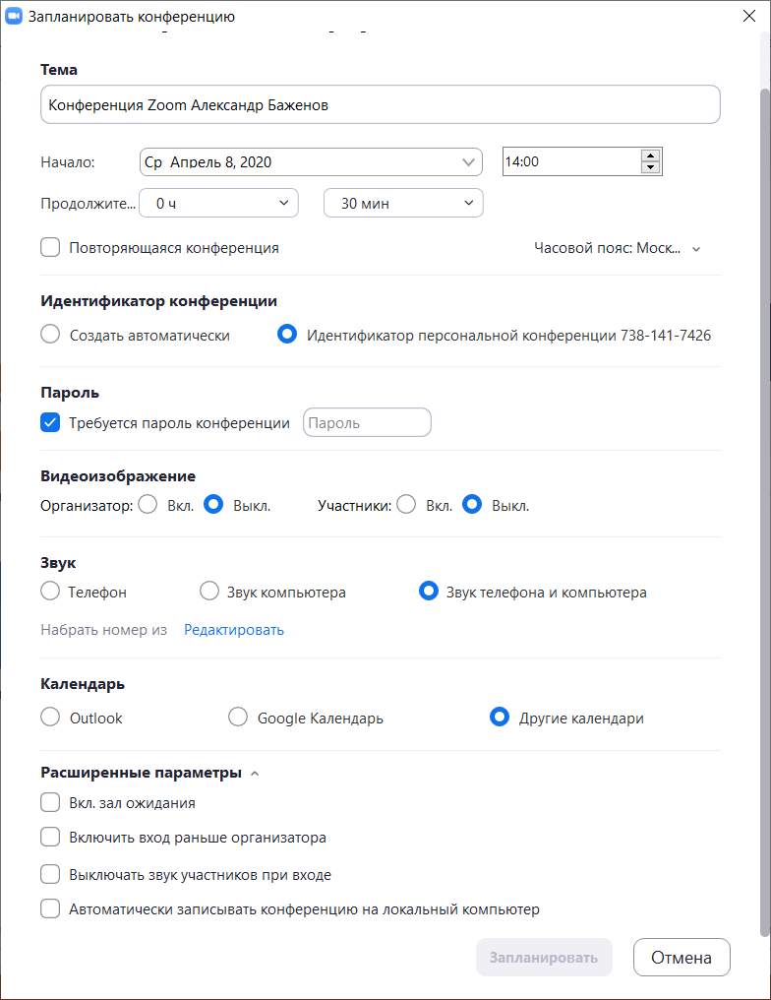 Запланировать конференцию
Тема
Конференция Zoom Александр Баженов
Начало: Ср Апрель 8, 2020 14:00
Продолжите... 0 ч 30 мин
Повторяющаяся конференция Часовой пояс: Моск...
Идентификатор конференции
Создать автоматически Идентификатор персональной конференции 738-141-7426
Пароль
Требуется пароль конференции Пароль
Видеоизображение
Организатор: Вкл. Выкл. Участники: Вкл. Выкл.
Звук
Телефон Звук компьютера Звук телефона и компьютера
Набрать номер из Редактировать
Календарь
Outlook Google Календарь Другие календари
Расширенные параметры
Вкл. зал ожидания
Включить вход раньше организатора
Выключать звук участников при входе
Автоматически записывать конференцию на локальный компьютер
Запланировать Отмена